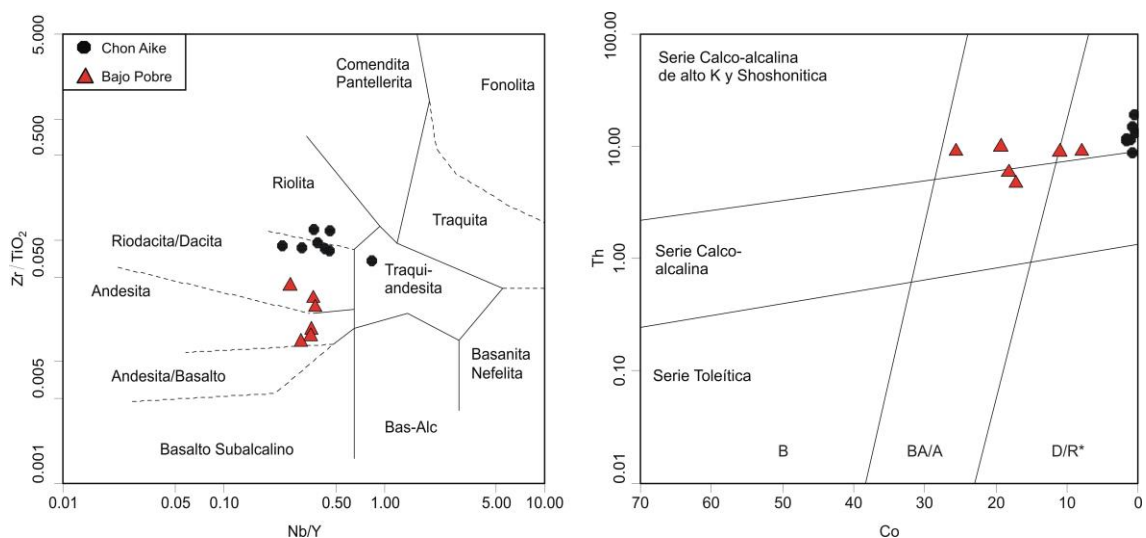 5.000
0.500
0.050
0.005
0.001
Zr/TiO2
Chon Aike
Bajo Pobre
Comendita
Pantellerita
Fonolita
Riolita
Traquita
Riodacita/Dacita
Traqui-
andesita
Andesita
Andesita/Basalto
Basanita
Nefelita
Bas-Alc
Basalto Subalcalino
0.01
0.10
0.50
1.00
5.00
10.00
Nb/Y
100.00
10.00
1.00
0.10
0.01
Th
Serie Calco-alcalina
de alto K y Shoshonitica
Serie Calco-
alcalina
Serie Toleítica
B
BA/A
D/R*
70
60
50
40
30
20
10
0
Co